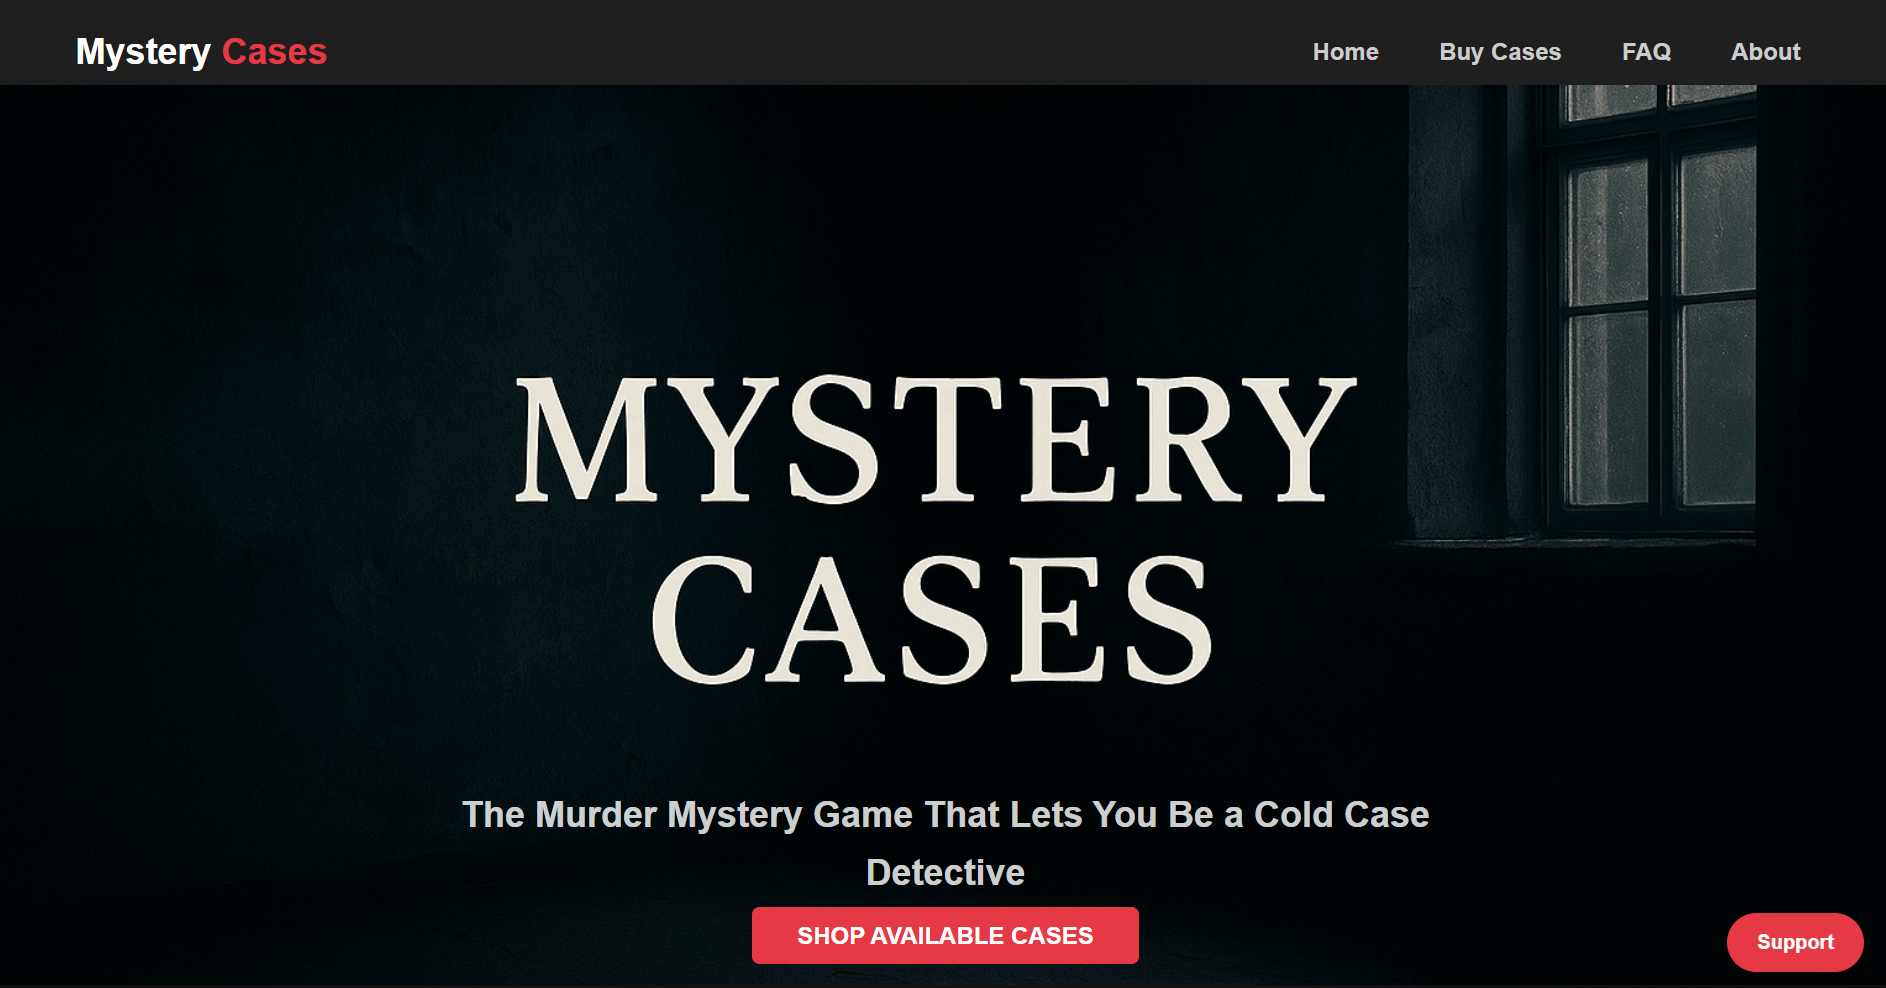 Mystery Cases
Home
Buy Cases
FAQ
About
MYSTERY
CASES
The Murder Mystery Game That Lets You Be a Cold Case
Detective
SHOP AVAILABLE CASES
Support